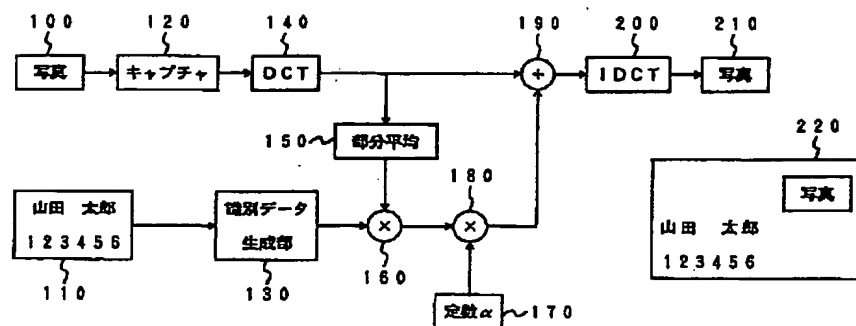 100 120 140 190 200 210
写真 キャプチャ DCT + IDCT 写真
150 部分平均
180
220
写真
山田 太郎
123456
山田 太郎
123456
識別データ
生成部
× ×
110 130 160
定数α 170